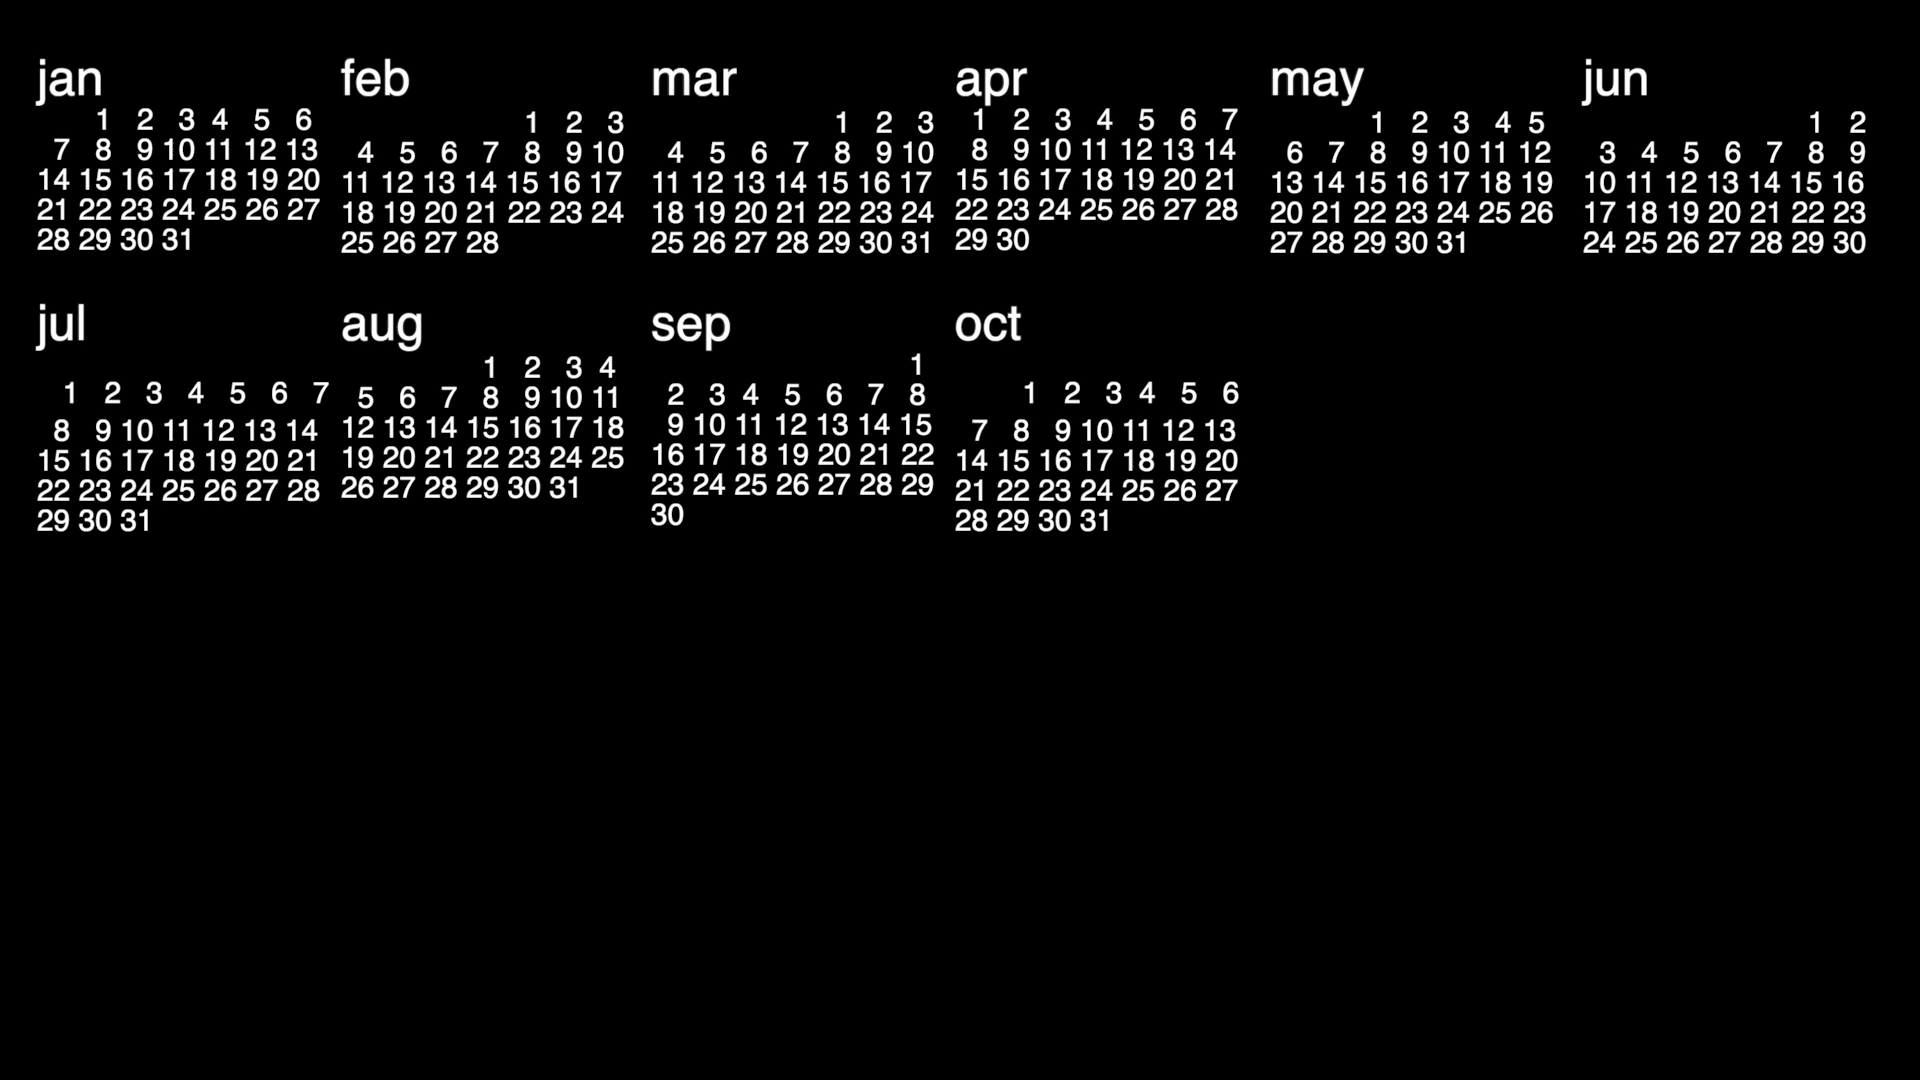 jan
1 2 3 4 5 6
7 8 9 10 11 12 13
14 15 16 17 18 19 20
21 22 23 24 25 26 27
28 29 30 31
feb
1 2 3
4 5 6 7 8 9 10
11 12 13 14 15 16 17
18 19 20 21 22 23 24
25 26 27 28
mar
1 2 3
4 5 6 7 8 9 10
11 12 13 14 15 16 17
18 19 20 21 22 23 24
25 26 27 28 29 30 31
apr
1 2 3 4 5 6 7
8 9 10 11 12 13 14
15 16 17 18 19 20 21
22 23 24 25 26 27 28
29 30
may
1 2 3 4 5
6 7 8 9 10 11 12
13 14 15 16 17 18 19
20 21 22 23 24 25 26
27 28 29 30 31
jun
1 2
3 4 5 6 7 8 9
10 11 12 13 14 15 16
17 18 19 20 21 22 23
24 25 26 27 28 29 30
jul
1 2 3 4 5 6 7
8 9 10 11 12 13 14
15 16 17 18 19 20 21
22 23 24 25 26 27 28
29 30 31
aug
1 2 3 4
5 6 7 8 9 10 11
12 13 14 15 16 17 18
19 20 21 22 23 24 25
26 27 28 29 30 31
sep
1
2 3 4 5 6 7 8
9 10 11 12 13 14 15
16 17 18 19 20 21 22
23 24 25 26 27 28 29
30
oct
1 2 3 4 5 6
7 8 9 10 11 12 13
14 15 16 17 18 19 20
21 22 23 24 25 26 27
28 29 30 31